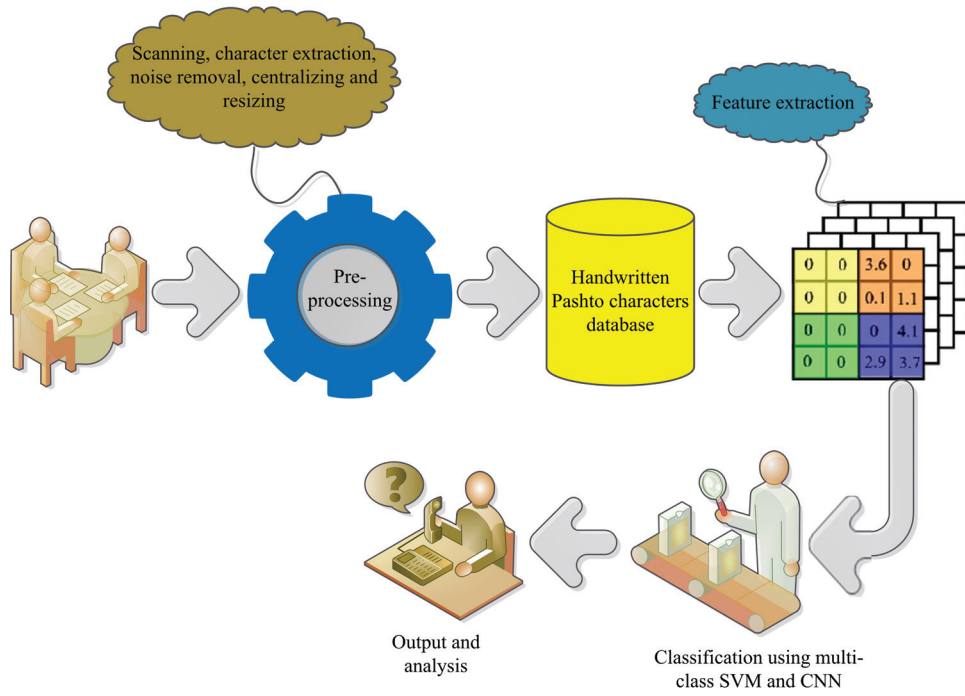 Scanning, character extraction,
noise removal, centralizing and
resizing
Feature extraction
Pre-
processing
Handwritten
Pashto characters
database
0 0 3.6 0
0 0 0.1 1.1
0 0 0 4.1
0 0 2.9 3.7
?
Output and
analysis
Classification using multi-
class SVM and CNN